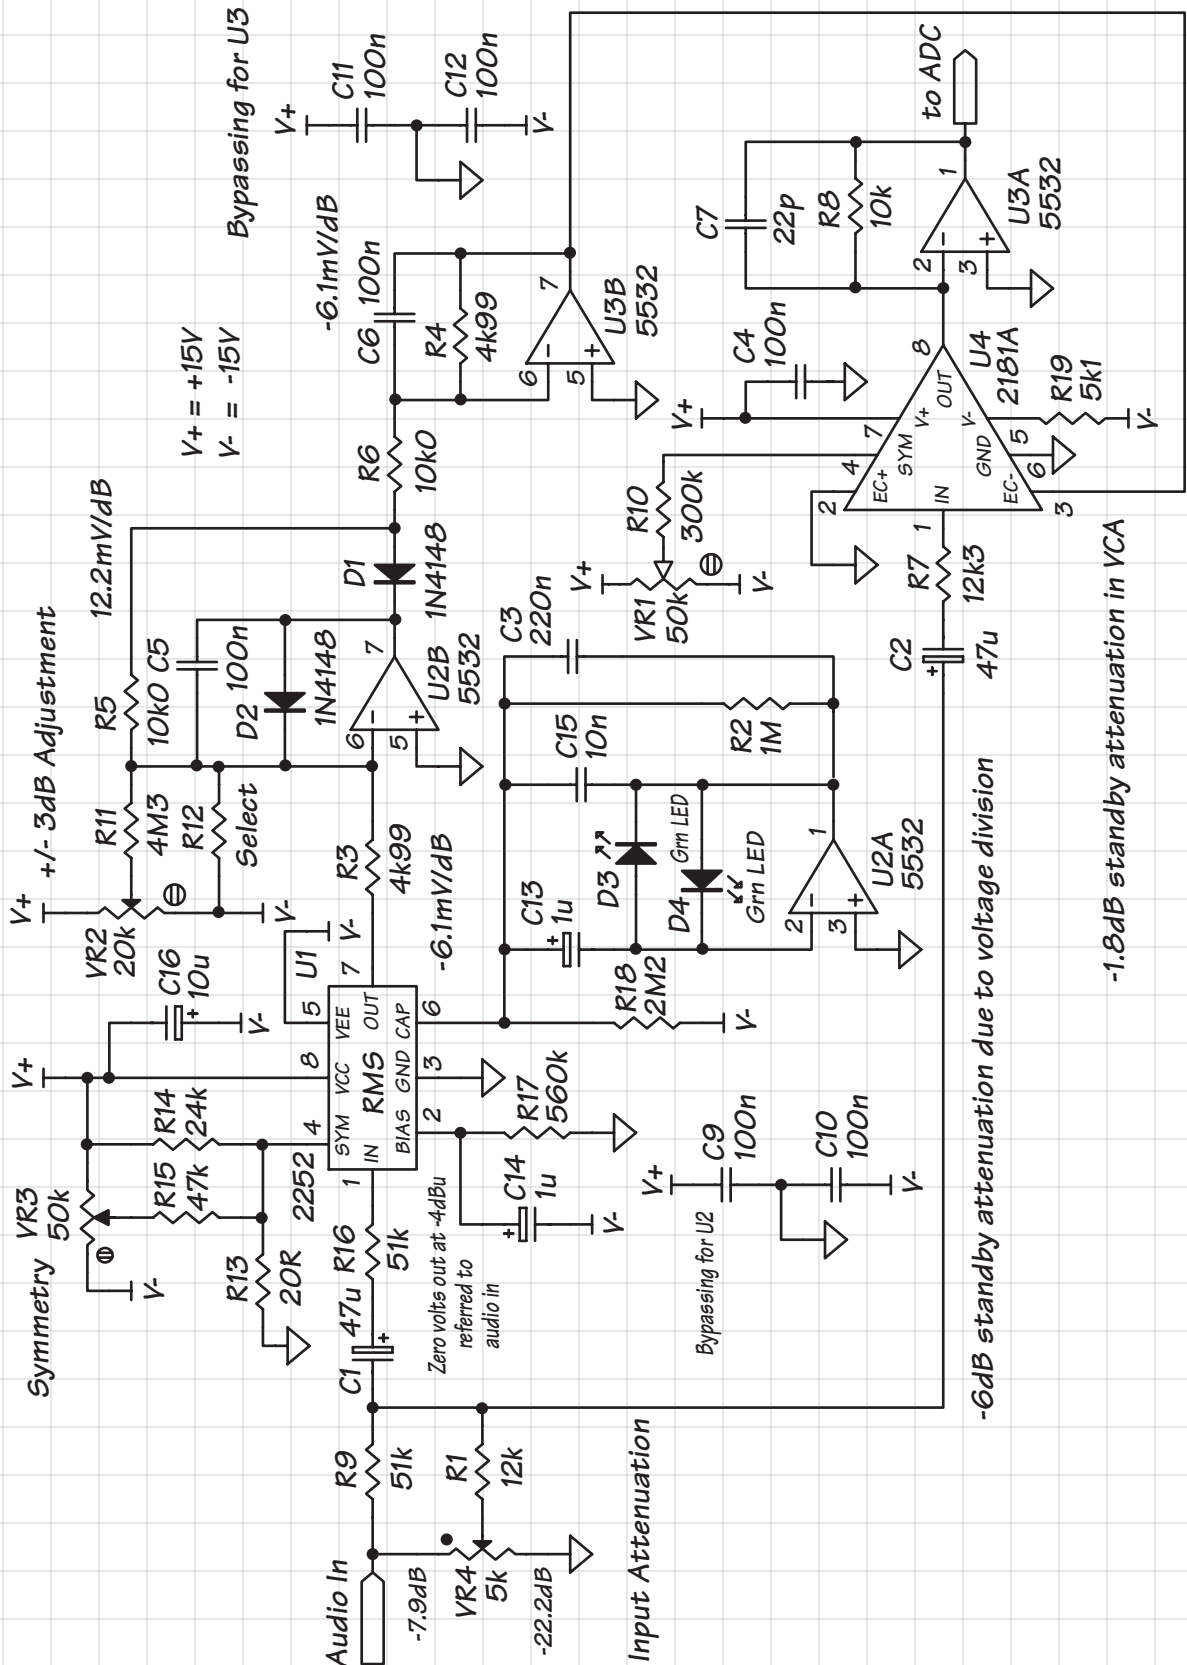 Symmetry
VR3
50k
V-
V+
R15
47k
R14
24k
R13
20R
C16
10u
V-
V+
VR2
20k
V-
+/- 3dB Adjustment
R11
4M3
R12
Select
R5
10k0
C5
100n
D2
1N4148
12.2mV/dB
6
5
7
U2B
5532
D1
1N4148
R6
10k0
V+ = +15V
V- = -15V
-6.1mV/dB
C6
100n
R4
4k99
6
5
7
U3B
5532
Bypassing for U3
V+
C11
100n
C12
100n
V-
Audio In
R9
51k
C1
47u
R16
51k
2252
U1
RMS
1
IN
4
SYM
8
VCC
5
VEE
7
OUT
2
BIAS
3
GND
6
CAP
V-
R3
4k99
-6.1mV/dB
Zero volts out at -4dBu
referred to
audio in
-7.9dB
VR4
5k
-22.2dB
R1
12k
Input Attenuation
C14
1u
V-
R17
560k
R18
2M2
V-
C13
1u
D3
Grn LED
D4
Grn LED
C15
10n
R2
1M
C3
220n
2
3
1
U2A
5532
Bypassing for U2
V+
C9
100n
C10
100n
V-
V+
VR1
50k
V-
R10
300k
V+
C4
100n
C2
47u
R7
12k3
1
IN
2
EC+
4
SYM
7
V+
8
OUT
3
EC-
6
GND
5
V-
U4
2181A
R19
5k1
V-
C7
22p
R8
10k
2
3
1
U3A
5532
to ADC
-6dB standby attenuation due to voltage division
-1.8dB standby attenuation in VCA